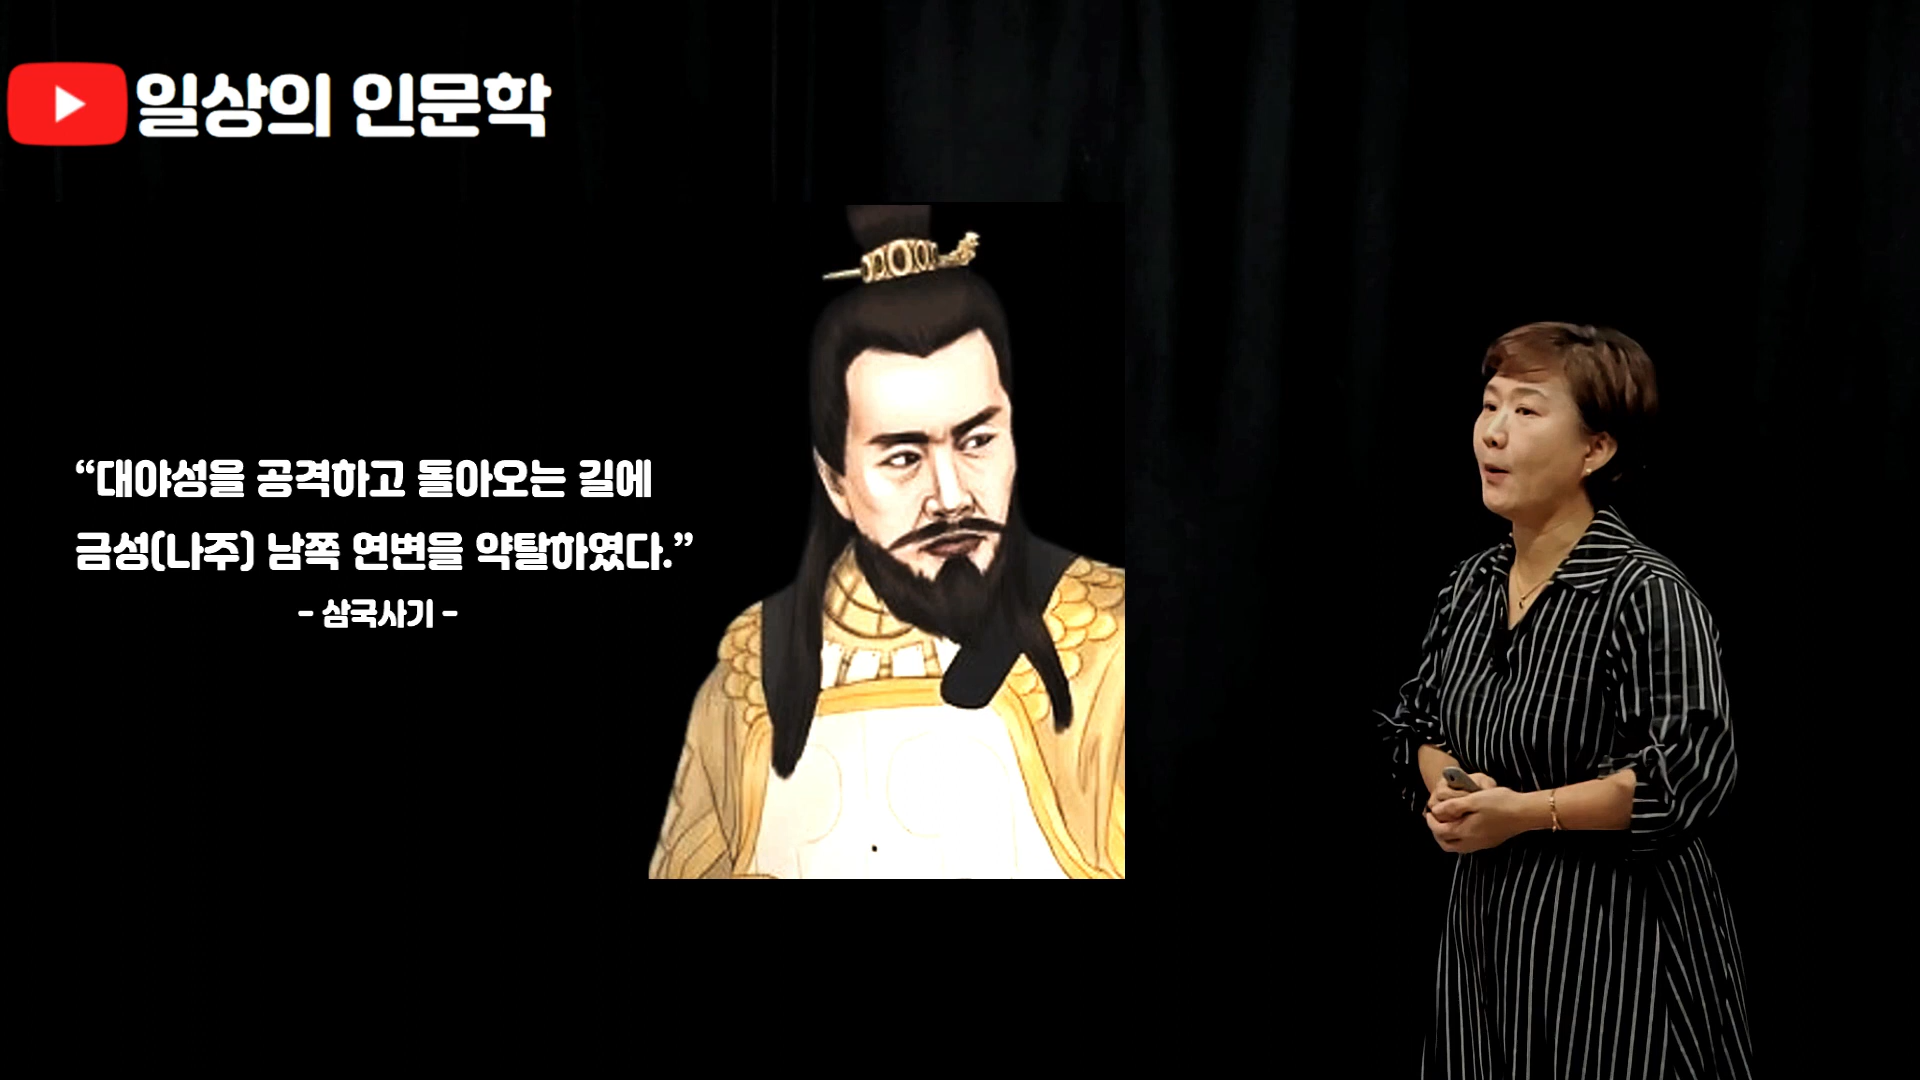 일상의 인문학
“대야성을 공격하고 돌아오는 길에
금성(나주) 남쪽 연변을 약탈하였다.”
- 삼국사기 -